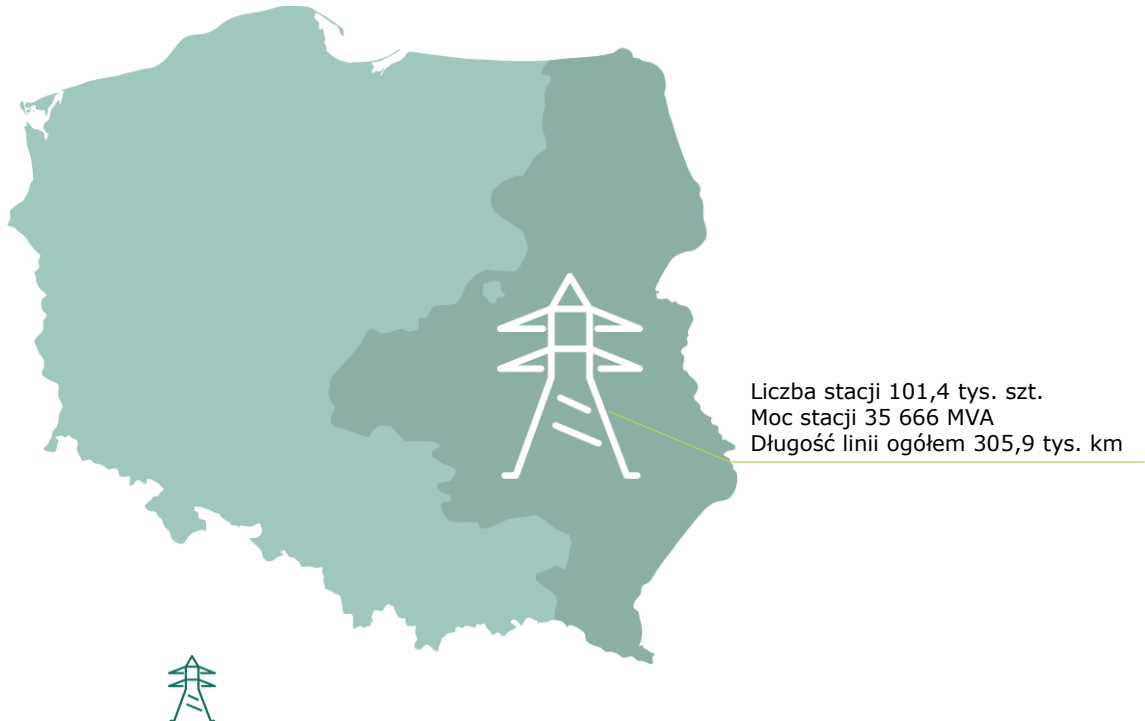 Liczba stacji 101,4 tys. szt.
Moc stacji 35 666 MVA
Długość linii ogółem 305,9 tys. km